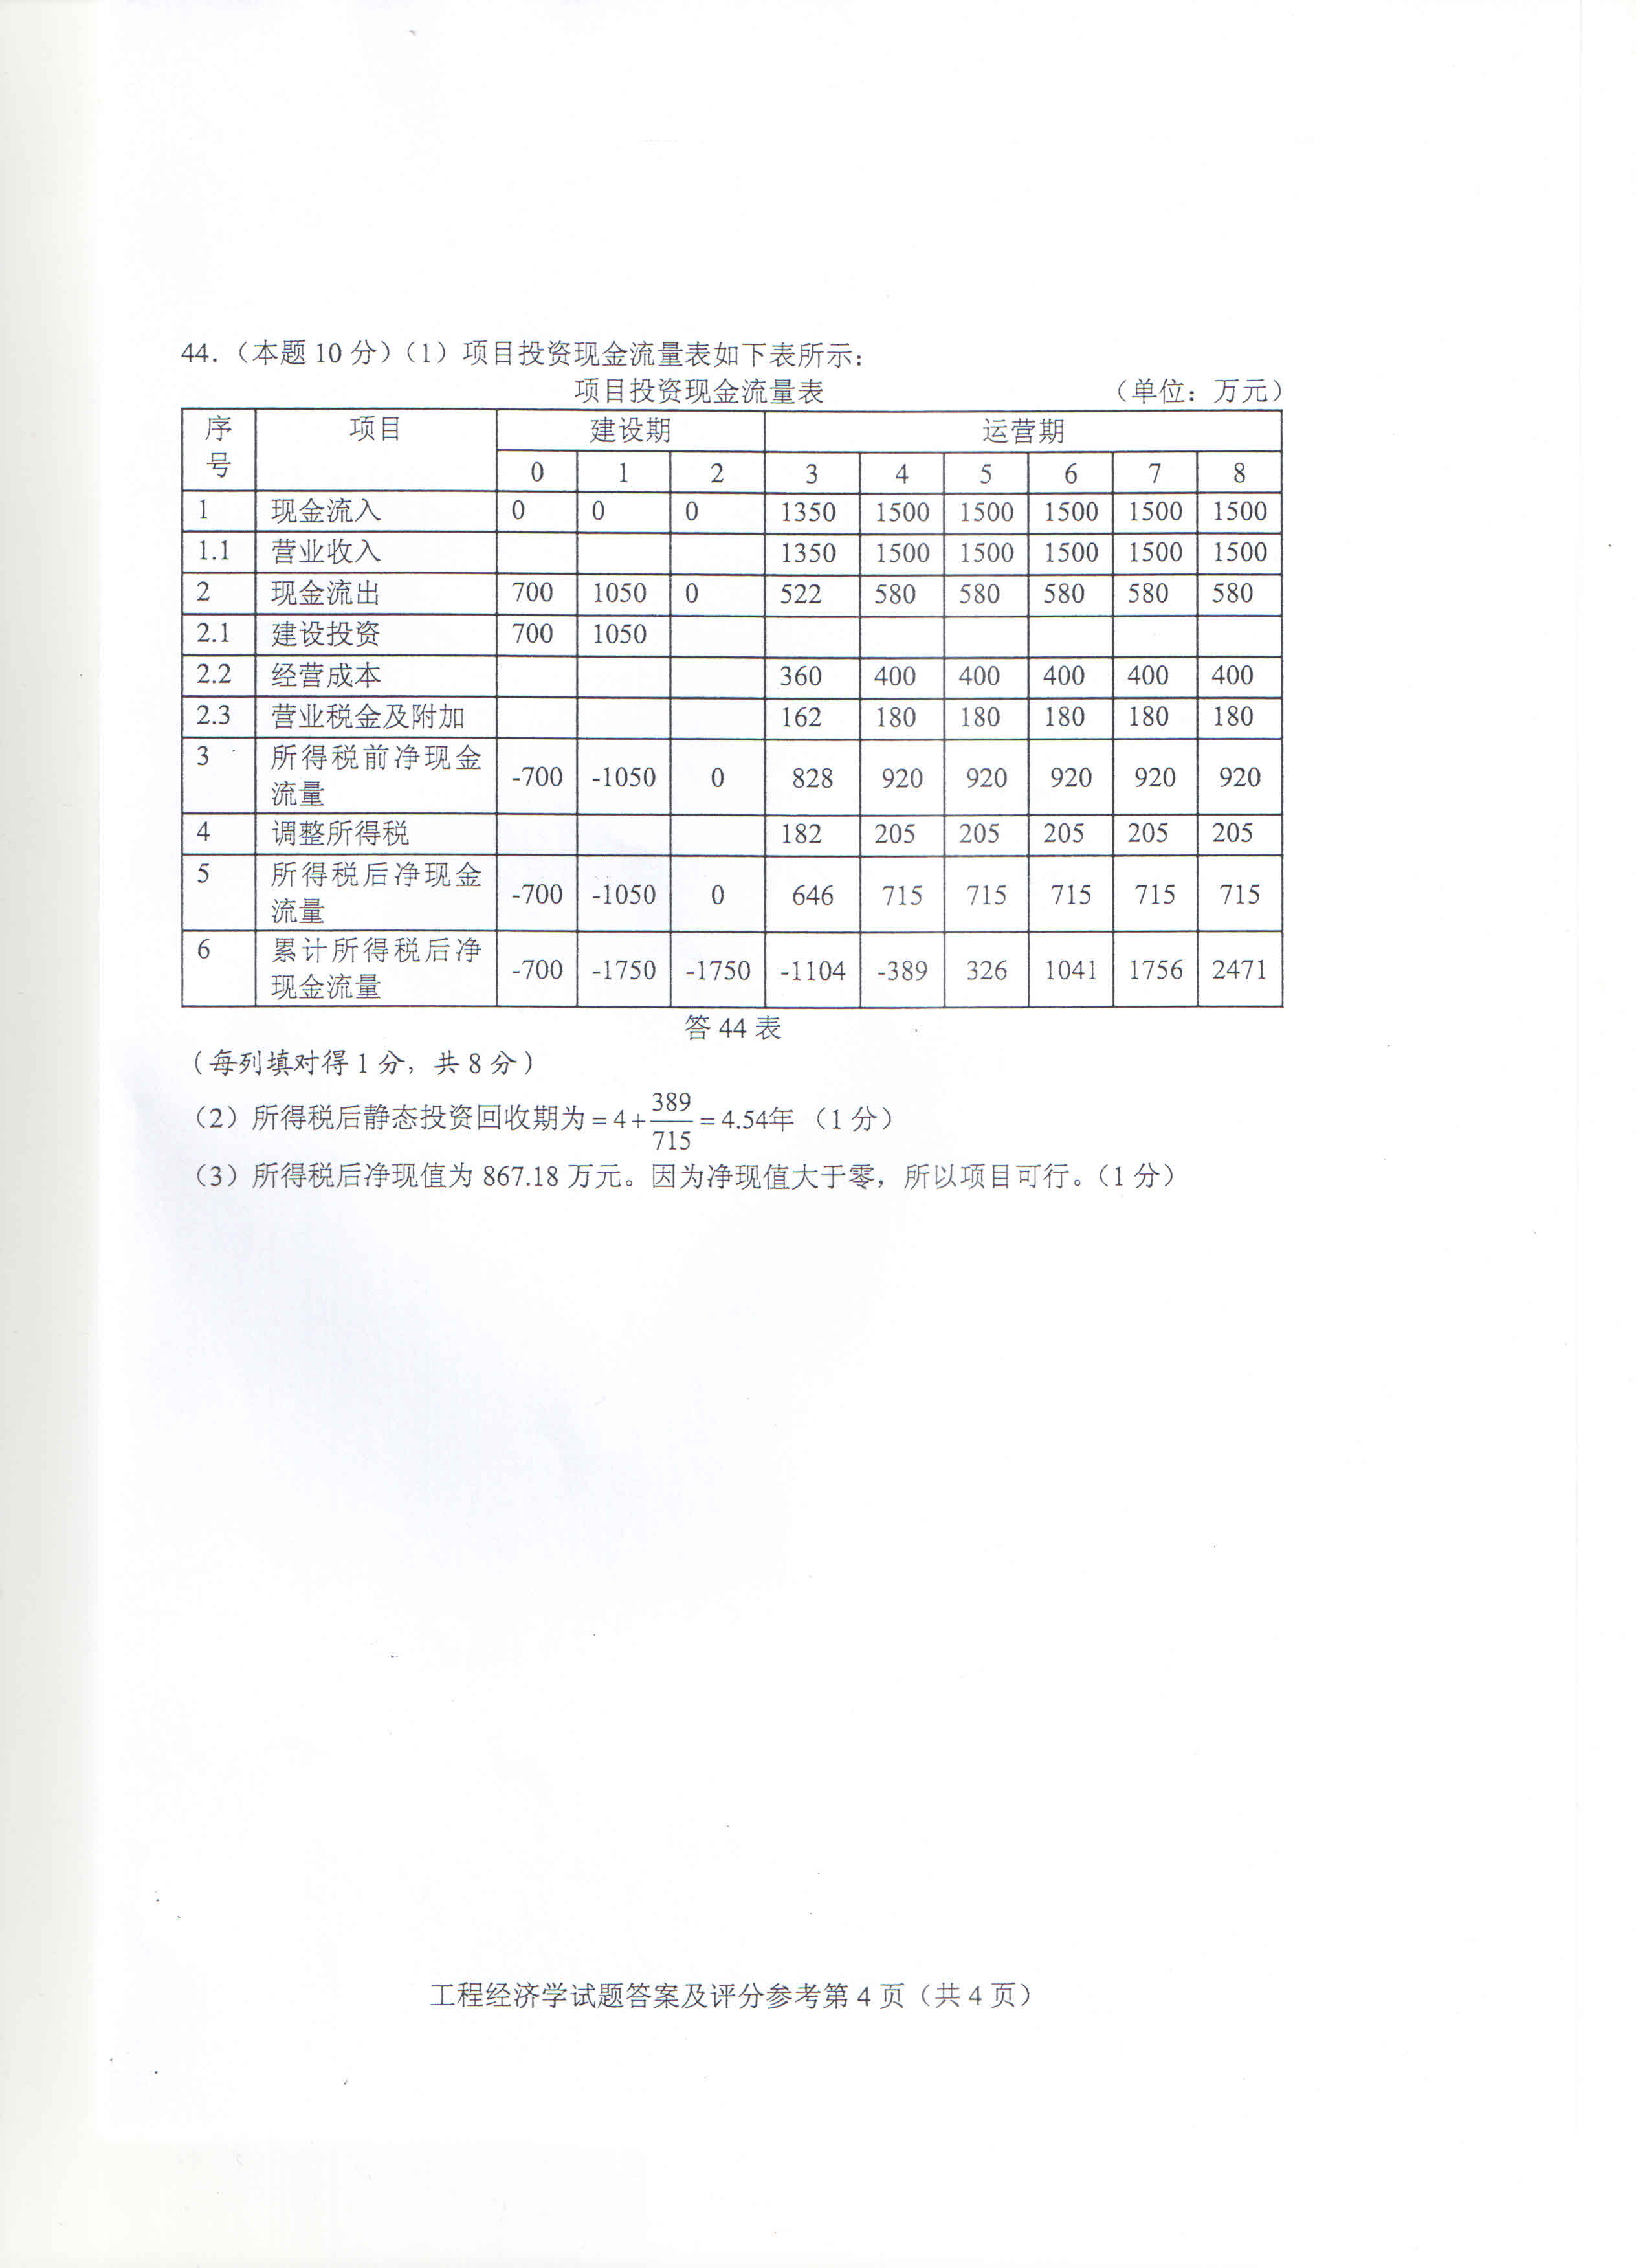 44.（本题 10 分）（1）项目投资现金流量表如下表所示：
项目投资现金流量表 （单位：万元）
序号 项目 建设期 运营期
0 1 2 3 4 5 6 7 8
1 现金流入 0 0 0 1350 1500 1500 1500 1500 1500
1.1 营业收入 1350 1500 1500 1500 1500 1500
2 现金流出 700 1050 0 522 580 580 580 580 580
2.1 建设投资 700 1050
2.2 经营成本 360 400 400 400 400 400
2.3 营业税金及附加 162 180 180 180 180 180
3 所得税前净现金流量 -700 -1050 0 828 920 920 920 920 920
4 调整所得税 182 205 205 205 205 205
5 所得税后净现金流量 -700 -1050 0 646 715 715 715 715 715
6 累计所得税后净现金流量 -700 -1750 -1750 -1104 -389 326 1041 1756 2471
答 44 表
（每列填对得 1 分，共 8 分）
（2）所得税后静态投资回收期为 = 4 + 389/715 = 4.54年 （1 分）
（3）所得税后净现值为 867.18 万元。因为净现值大于零，所以项目可行。（1 分）
工程经济学试题答案及评分参考第 4 页（共 4 页）